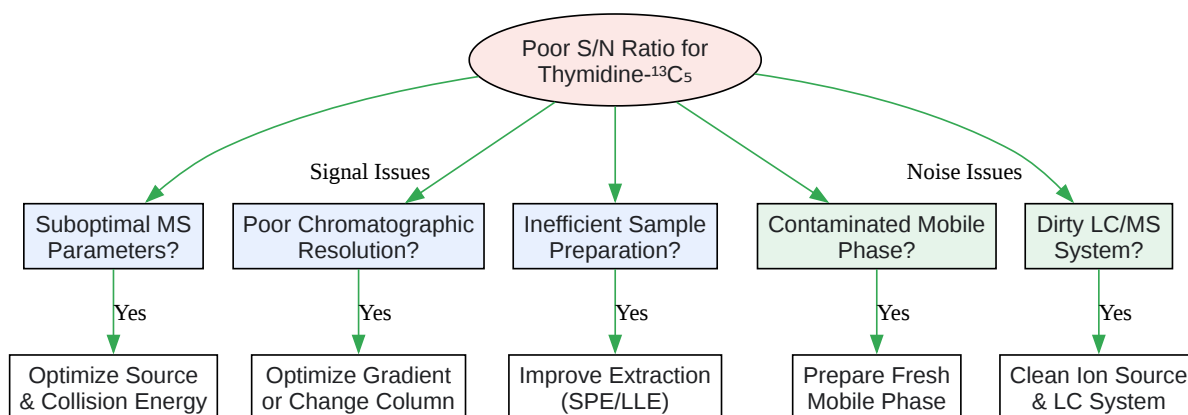 Poor S/N Ratio for
Thymidine-¹³C₅
Signal Issues
Noise Issues
Suboptimal MS
Parameters?
Poor Chromatographic
Resolution?
Inefficient Sample
Preparation?
Contaminated Mobile
Phase?
Dirty LC/MS
System?
Yes
Yes
Yes
Yes
Yes
Optimize Source
& Collision Energy
Optimize Gradient
or Change Column
Improve Extraction
(SPE/LLE)
Prepare Fresh
Mobile Phase
Clean Ion Source
& LC System